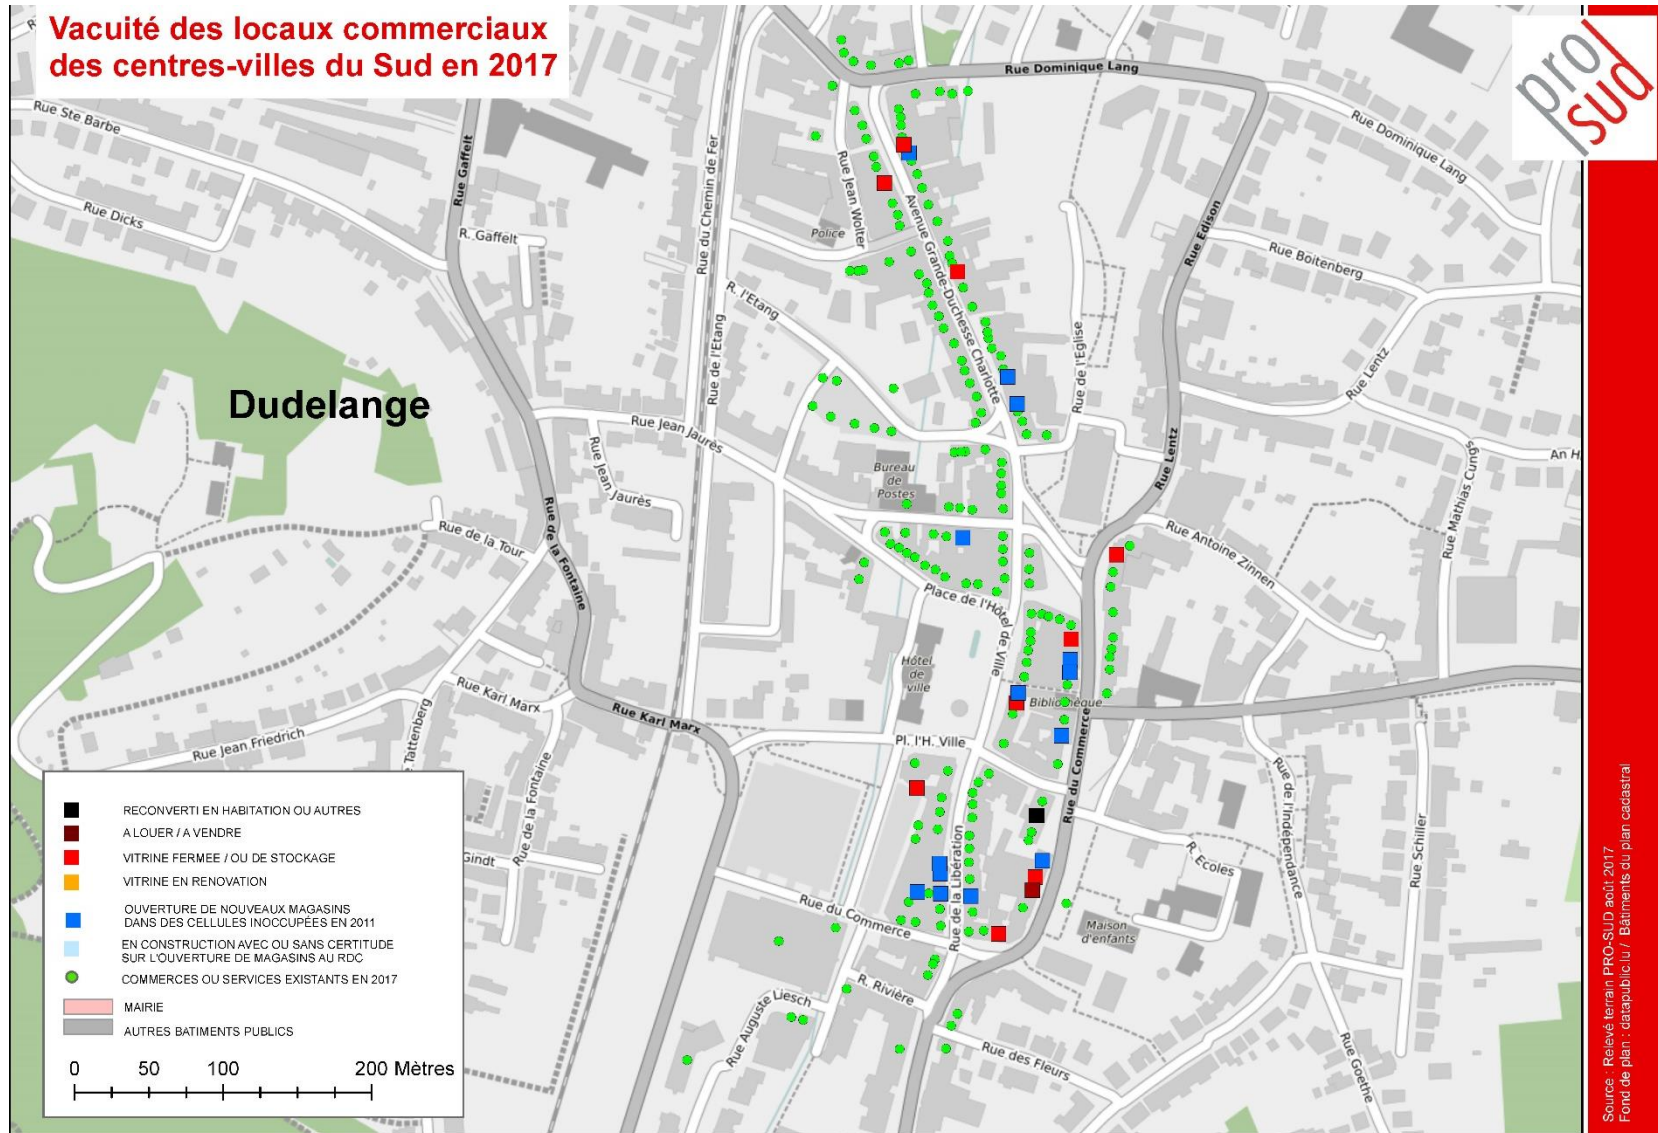 Vacuité des locaux commerciaux
des centres-villes du Sud en 2017
pro
sud
Rue Dominique Lang
Rue Dominique Lang
Rue Ste Barbe
Rue Gaffelt
Rue du Chemin de Fer
Rue Jean Wolter
Rue Dicks
R. Gaffelt
Police
Avenue Grande-Duchesse Charlotte
Rue Edison
Rue Boitenberg
R. l'Etang
Rue de l'Etang
Rue de l'Eglise
Rue Lentz
Dudelange
Rue Jean Jaurès
Rue Jean Jaurès
Rue Lentz
Rue Mathias Cungs
An H
Bureau
de
Postes
Rue de la Tour
Rue de la Fontaine
Rue Antoine Zinnen
Place de l'Hôtel de Ville
Hôtel
de
ville
Bibliothèque
Rue Karl Marx
Rue Karl Marx
Rue Jean Friedrich
Tattenberg
Pl. l'H. Ville
Rue du Commerce
Rue de la Fontaine
Rue de l'Indépendance
Rue Schiller
Gindt
Rue de la Libération
R. Ecoles
Rue du Commerce
Maison
d'enfants
R. Rivière
Rue Auguste Liesch
Rue des Fleurs
Rue Goethe
RECONVERTI EN HABITATION OU AUTRES
A LOUER / A VENDRE
VITRINE FERMEE / OU DE STOCKAGE
VITRINE EN RENOVATION
OUVERTURE DE NOUVEAUX MAGASINS
DANS DES CELLULES INOCCUPÉES EN 2011
EN CONSTRUCTION AVEC OU SANS CERTITUDE
SUR L'OUVERTURE DE MAGASINS AU RDC
COMMERCES OU SERVICES EXISTANTS EN 2017
MAIRIE
AUTRES BATIMENTS PUBLICS
0 50 100 200 Mètres
Source : Relevé terrain PRO-SUD août 2017
Fond de plan : datapublic.lu / Bâtiments du plan cadastral